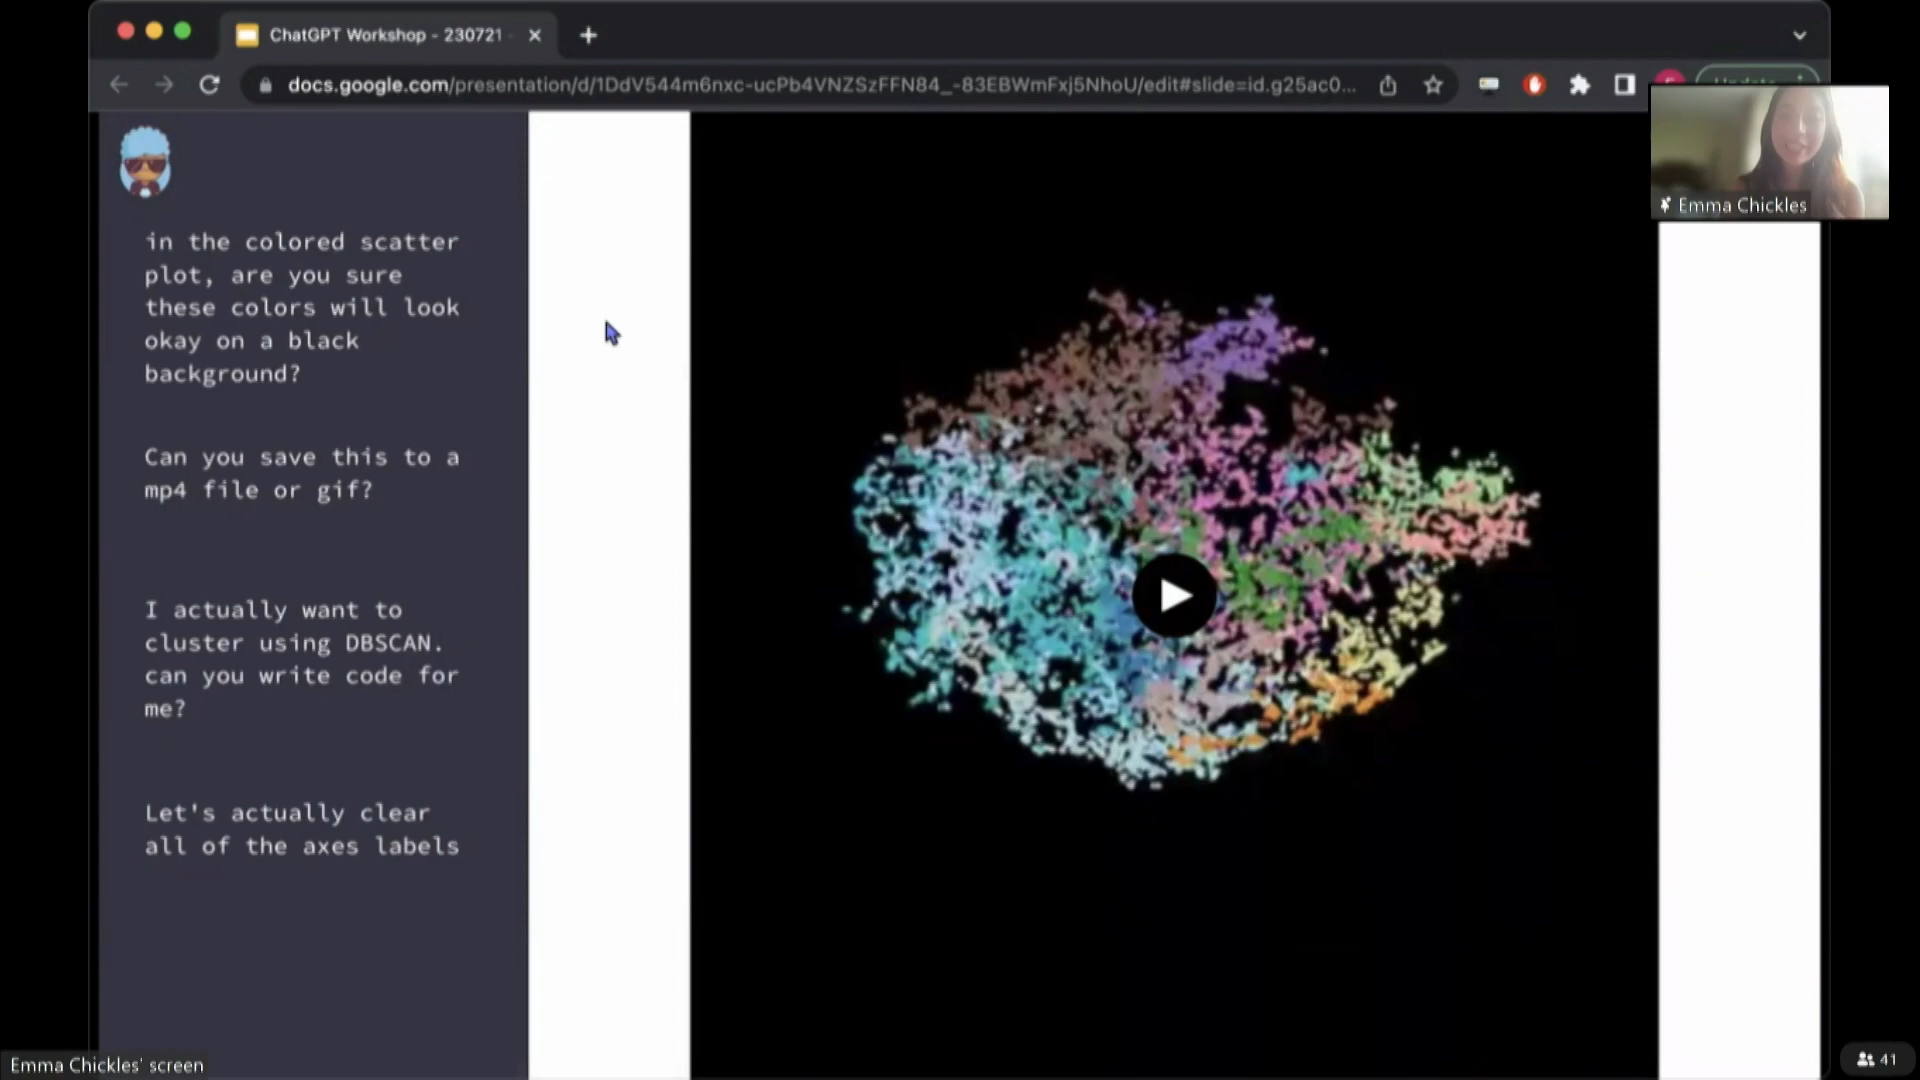 ChatGPT Workshop - 230721
docs.google.com/presentation/d/1DdV544m6nxc-ucPb4VNZSzFFN84_-83EBWmFxj5NhoU/edit#slide=id.g25ac0...
Update
Emma Chickles
in the colored scatter
plot, are you sure
these colors will look
okay on a black
background?
Can you save this to a
mp4 file or gif?
I actually want to
cluster using DBSCAN.
can you write code for
me?
Let's actually clear
all of the axes labels
Emma Chickles' screen
41